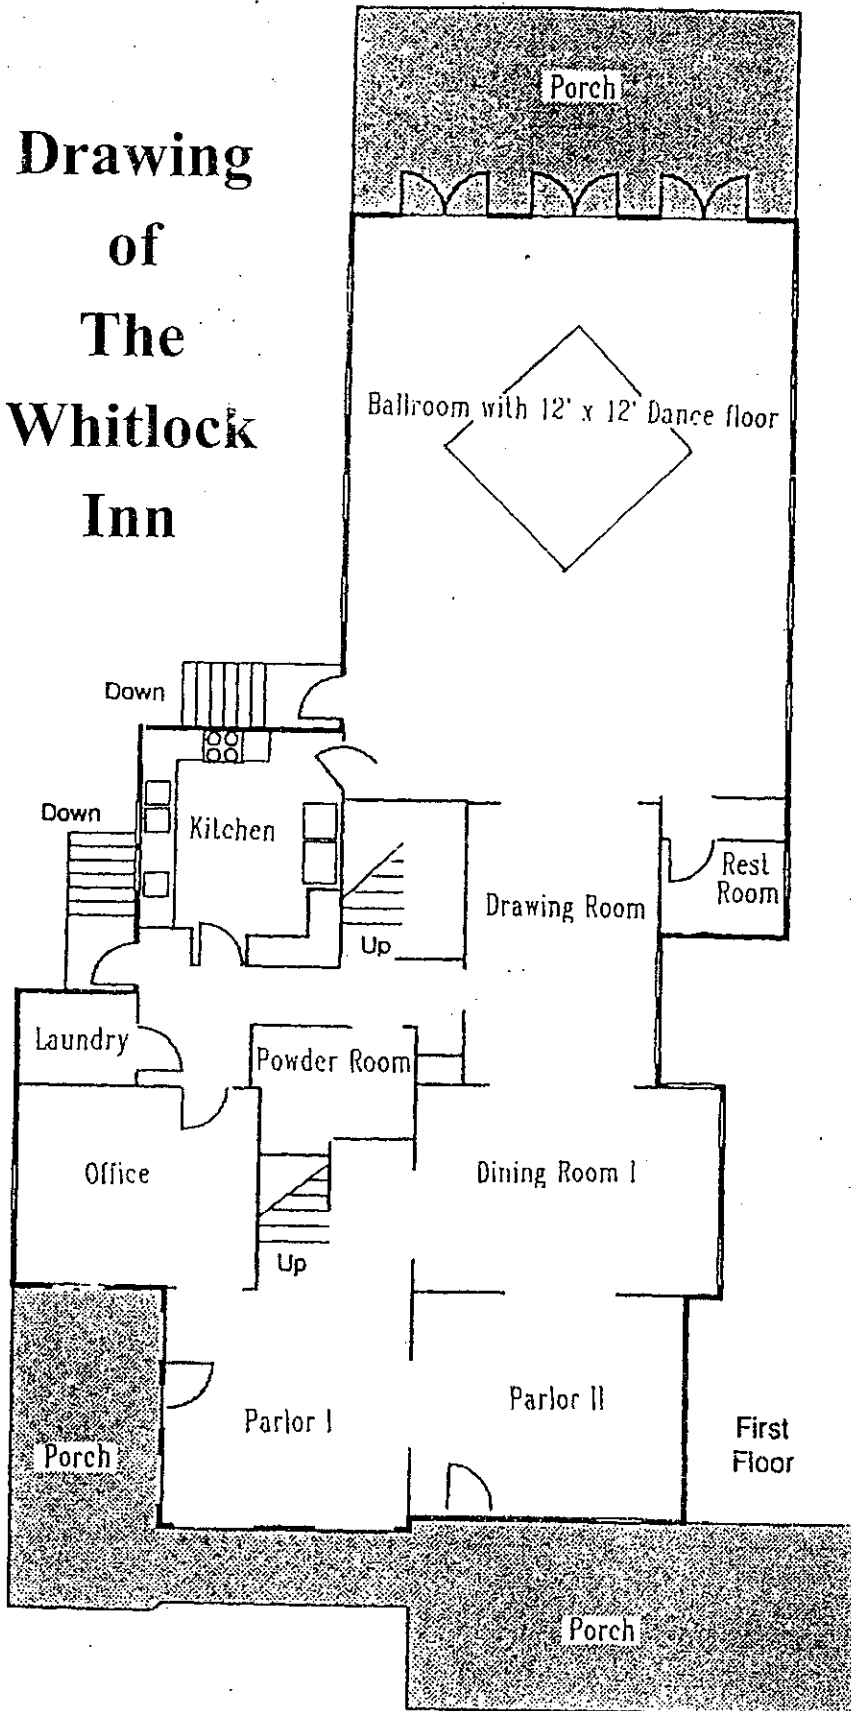 Drawing
of
The
Whitlock
Inn
Porch
Ballroom with 12' x 12' Dance floor
Down
Down
Kitchen
Rest
Room
Drawing Room
Up
Laundry
Powder Room
Office
Dining Room I
Up
Parlor I
Parlor II
First
Floor
Porch
Porch